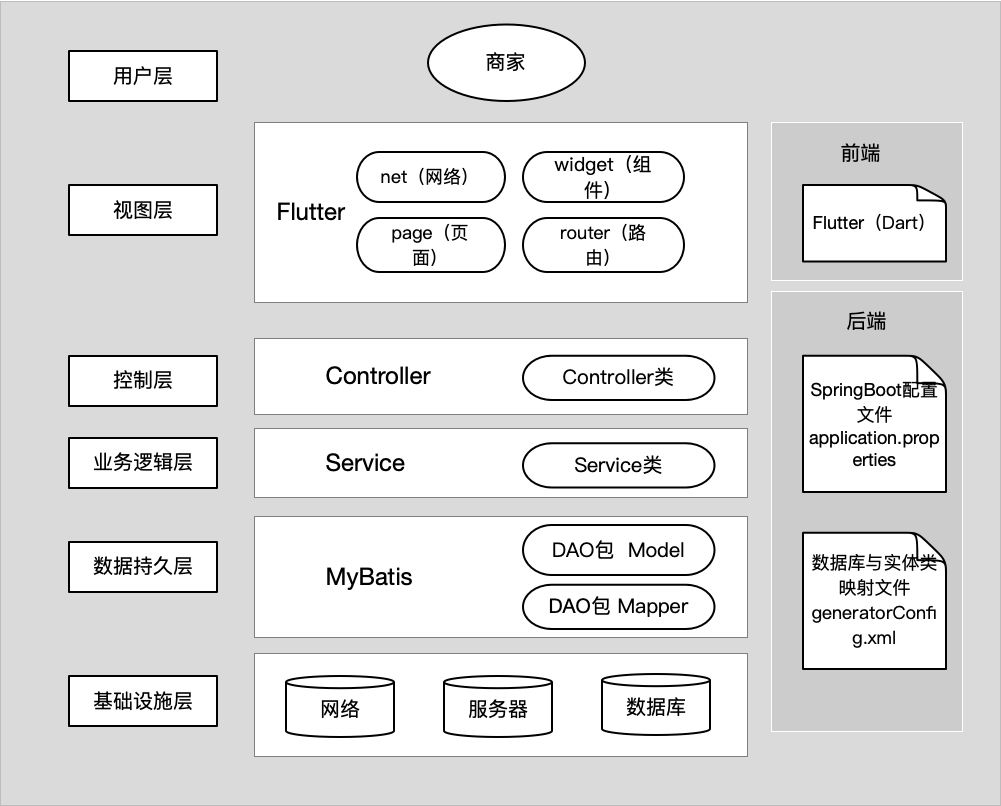 用户层
商家
视图层
Flutter
net（网络）
widget（组
件）
page（页
面）
router（路
由）
前端
Flutter（Dart）
控制层
Controller
Controller类
业务逻辑层
Service
Service类
数据持久层
MyBatis
DAO包 Model
DAO包 Mapper
基础设施层
网络
服务器
数据库
后端
SpringBoot配置
文件
application.prop
erties
数据库与实体类
映射文件
generatorConfi
g.xml